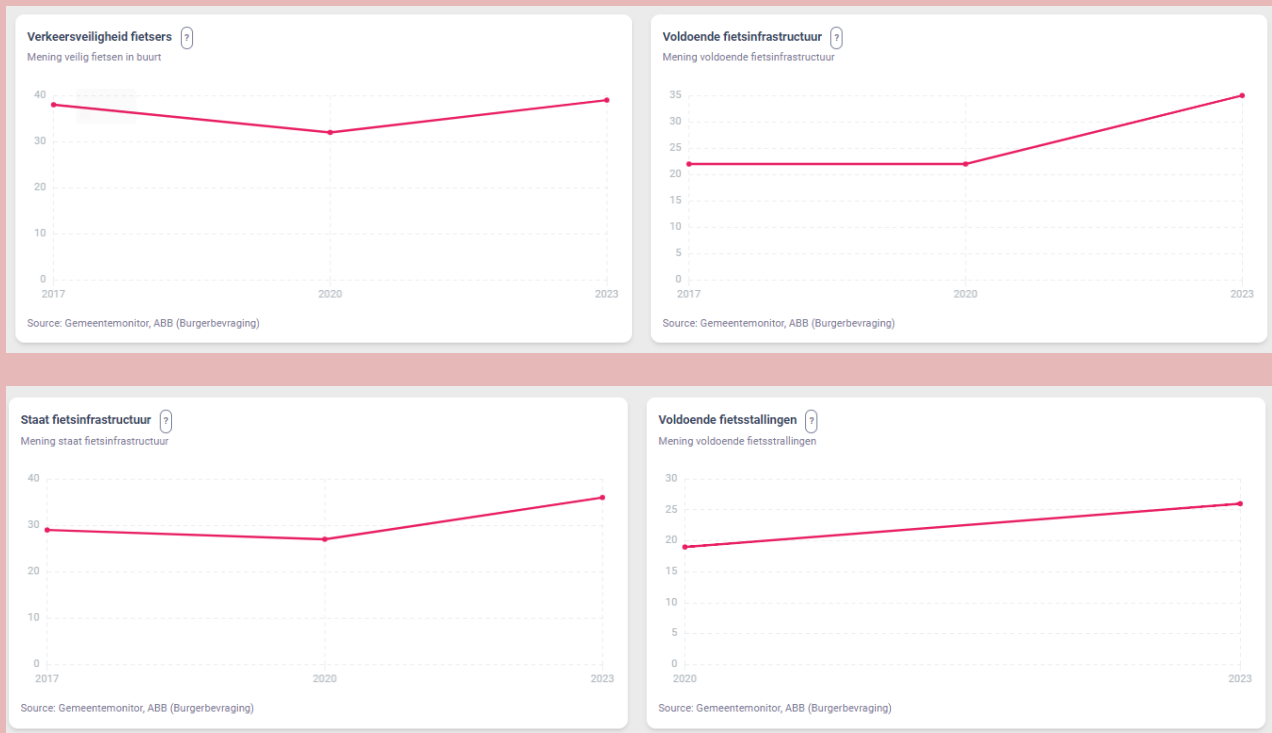 Verkeersveiligheid fietsers ?
Mening veilig fietsen in buurt
40
30
20
10
0
2017 2020 2023
Source: Gemeentemonitor, ABB (Burgerbevraging)
Voldoende fietsinfrastructuur ?
Mening voldoende fietsinfrastructuur
35
30
25
20
15
10
5
0
2017 2020 2023
Source: Gemeentemonitor, ABB (Burgerbevraging)
Staat fietsinfrastructuur ?
Mening staat fietsinfrastructuur
40
30
20
10
0
2017 2020 2023
Source: Gemeentemonitor, ABB (Burgerbevraging)
Voldoende fietsstallingen ?
Mening voldoende fietsstrallingen
30
25
20
15
10
5
0
2020 2023
Source: Gemeentemonitor, ABB (Burgerbevraging)